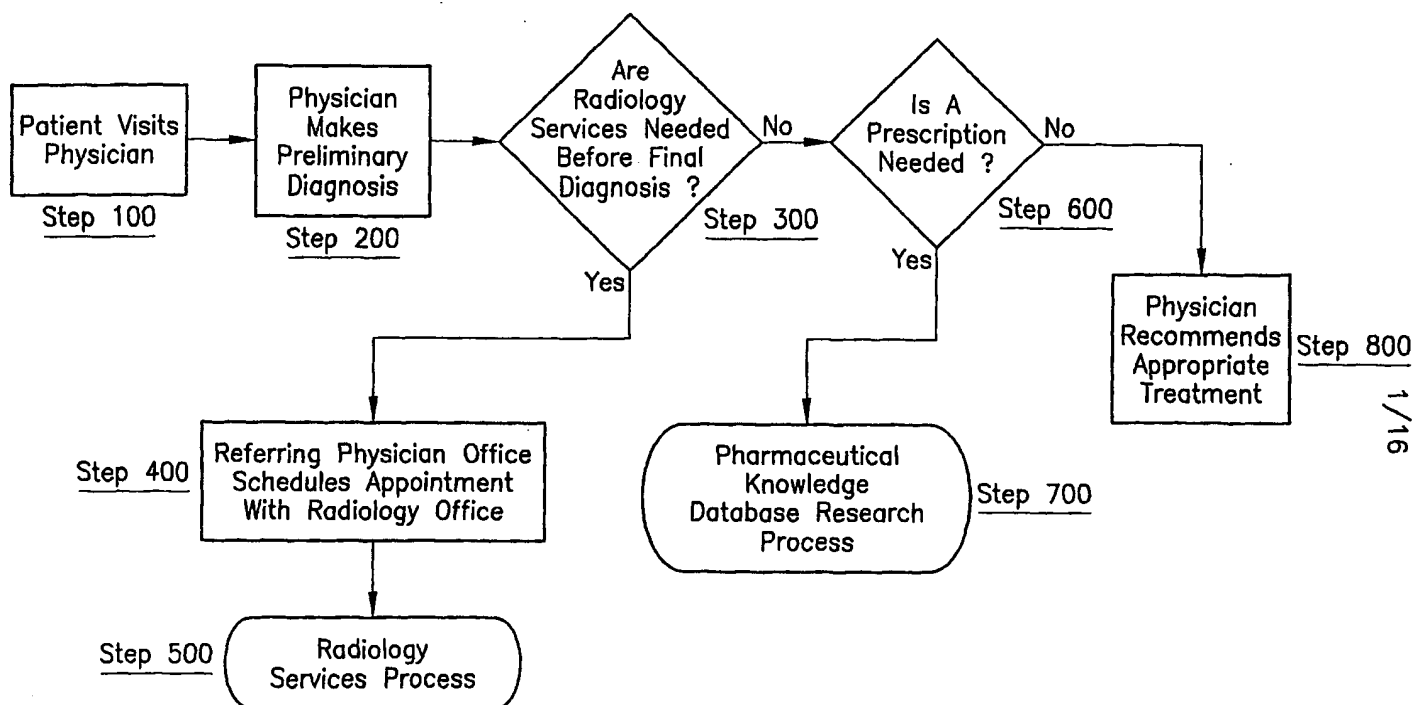 Patient Visits
Physician
Step 100
Physician
Makes
Preliminary
Diagnosis
Step 200
Are
Radiology
Services Needed
Before Final
Diagnosis ?
Step 300
No
Yes
Is A
Prescription
Needed ?
Step 600
No
Yes
Physician
Recommends
Appropriate
Treatment
Step 800
Step 400
Referring Physician Office
Schedules Appointment
With Radiology Office
Pharmaceutical
Knowledge
Database Research
Process
Step 700
Step 500
Radiology
Services Process
1/16